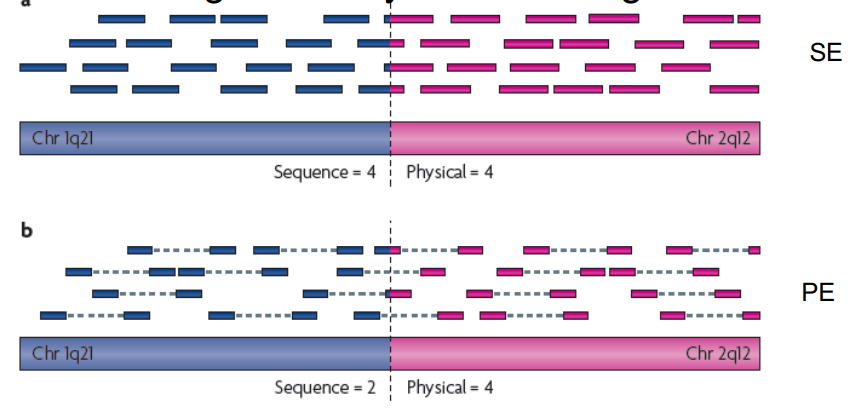 a
SE
Chr 1q21 Chr 2q12
Sequence = 4 Physical = 4
b
PE
Chr 1q21 Chr 2q12
Sequence = 2 Physical = 4